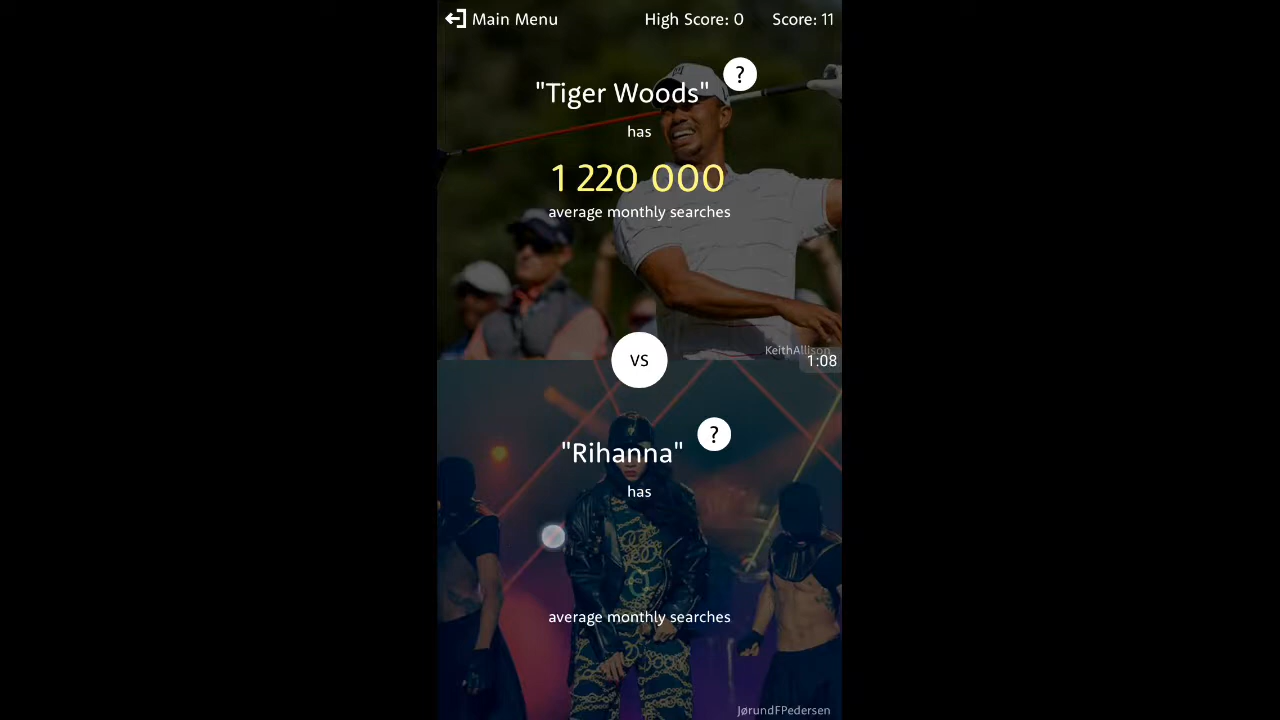 Main Menu
High Score: 0
Score: 11
"Tiger Woods"
?
has
1 220 000
average monthly searches
KeithAllison
1:08
VS
"Rihanna"
?
has
average monthly searches
JørundFPedersen